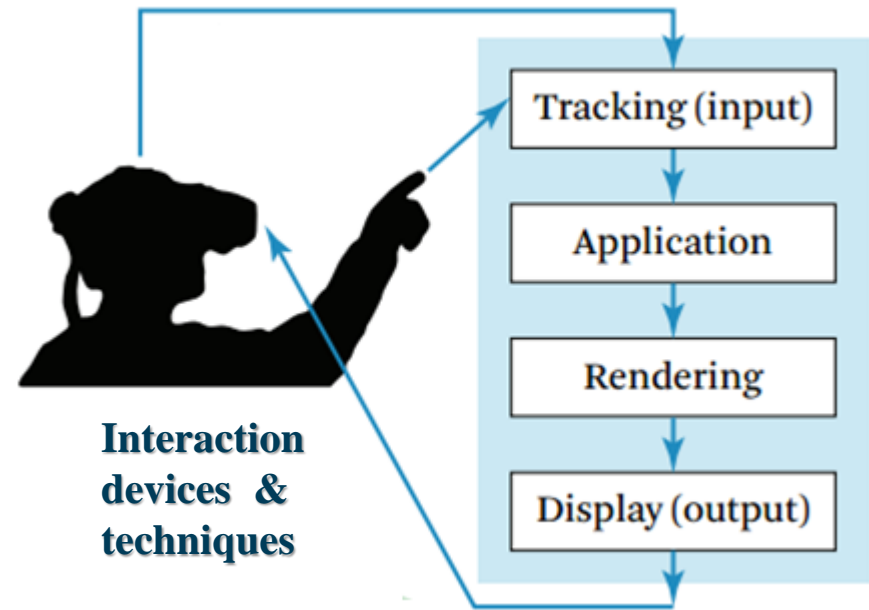 Tracking (input)
Application
Rendering
Display (output)
Interaction
devices & 
techniques